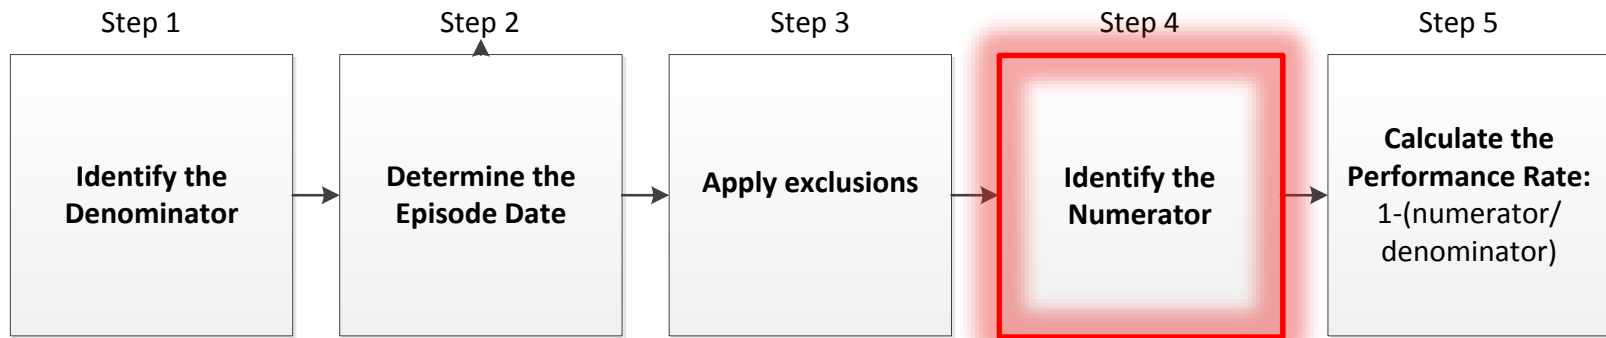 Step 1
Step 2
Step 3
Step 4
Step 5
Identify the
Denominator
Determine the
Episode Date
Apply exclusions
Identify the
Numerator
Calculate the
Performance Rate:
1-(numerator/
denominator)